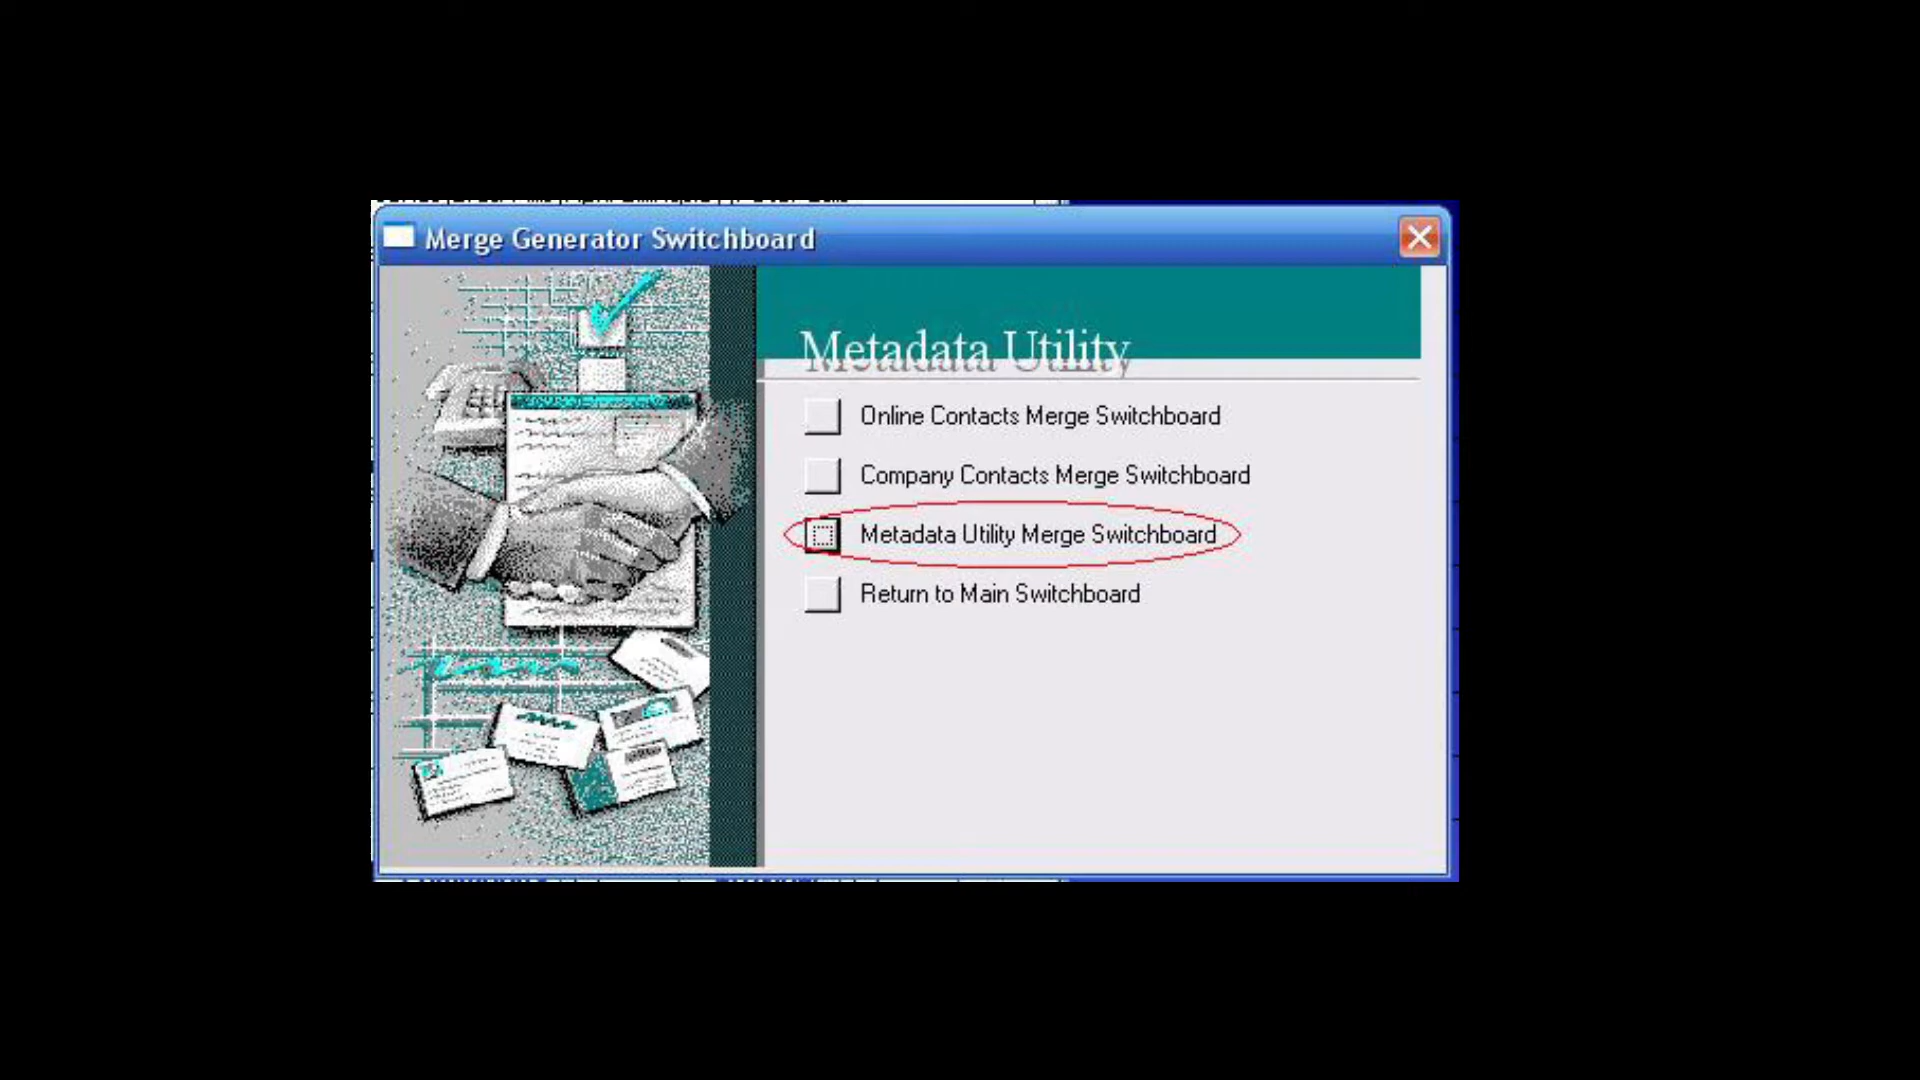 Merge Generator Switchboard
Metadata Utility
Online Contacts Merge Switchboard
Company Contacts Merge Switchboard
Metadata Utility Merge Switchboard
Return to Main Switchboard